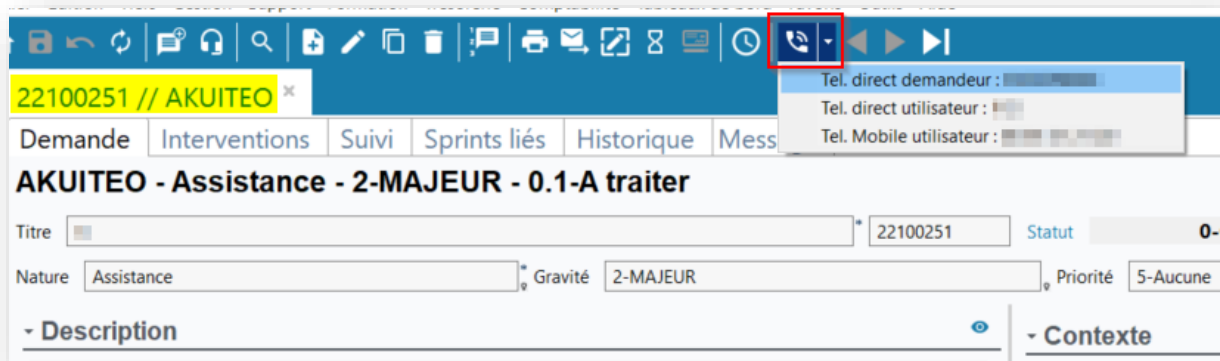 Tel. direct demandeur :
22100251 // AKUITEO
Tel. direct utilisateur :
Tel. Mobile utilisateur :
Demande Interventions Suivi Sprints liés Historique Mess
AKUITEO - Assistance - 2-MAJEUR - 0.1-A traiter
Titre * 22100251 Statut 0-
Nature Assistance * Gravité 2-MAJEUR Priorité 5-Aucune
Description
Contexte